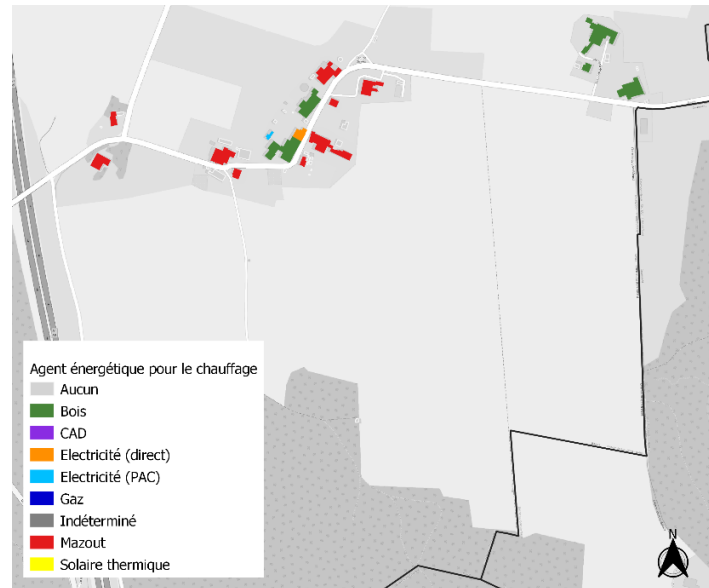 Agent énergétique pour le chauffage
Aucun
Bois
CAD
Electricité (direct)
Electricité (PAC)
Gaz
Indéterminé
Mazout
Solaire thermique
N